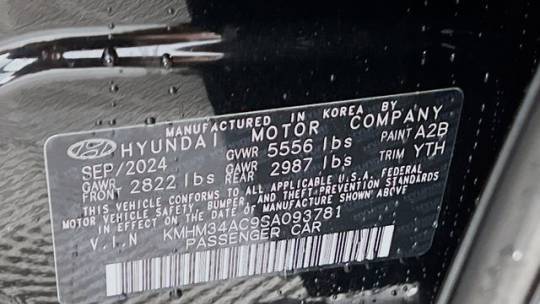 MANUFACTURED IN KOREA BY
HYUNDAI MOTOR COMPANY
SEP/2024 GVWR 5556 lbs PAINT A2B
GAWR FRONT 2822 lbs GAWR REAR 2987 lbs TRIM YTH
THIS VEHICLE CONFORMS TO ALL APPLICABLE U.S.A. FEDERAL
MOTOR VEHICLE SAFETY, BUMPER, AND THEFT PREVENTION STANDARDS
IN EFFECT ON THE DATE OF MANUFACTURE SHOWN ABOVE
V.I.N KMHM34AC9SA093781
PASSENGER CAR